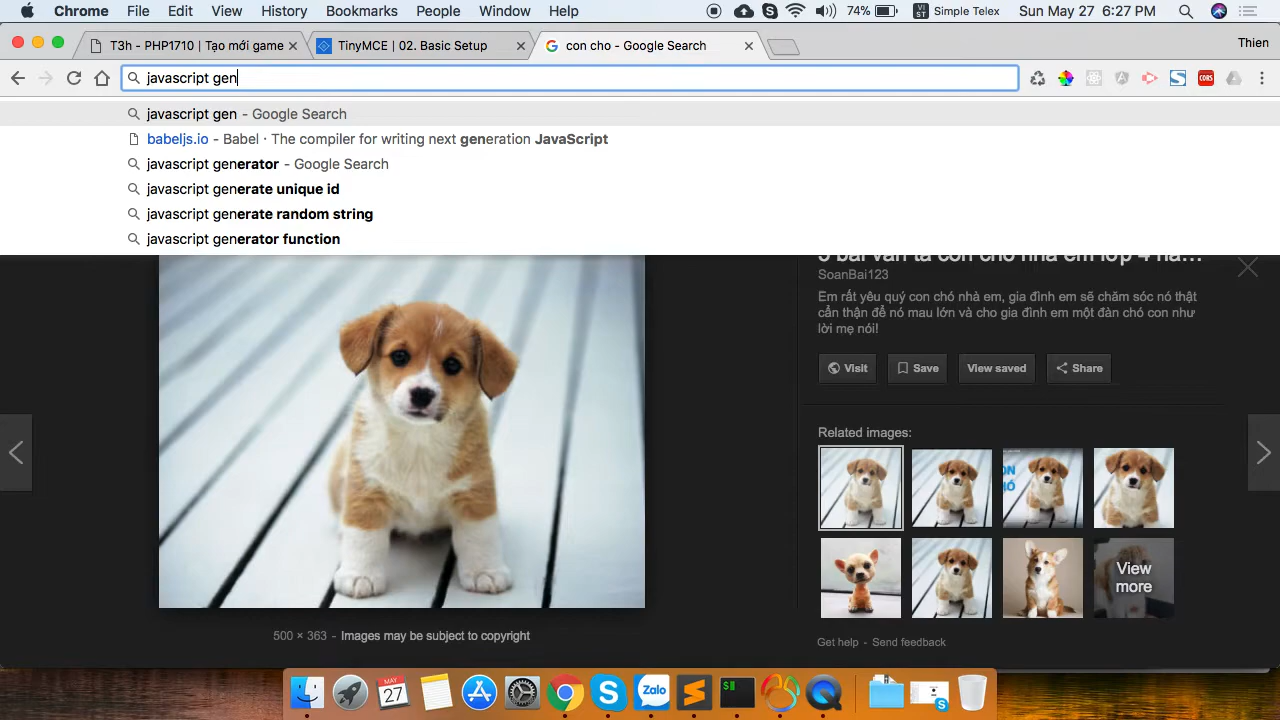 Chrome File Edit View History Bookmarks People Window Help 74% VI ST Simple Telex Sun May 27 6:27 PM
T3h - PHP1710 | Tạo mới game TinyMCE | 02. Basic Setup con cho - Google Search Thien
javascript gen CORS
javascript gen - Google Search
babeljs.io - Babel · The compiler for writing next generation JavaScript
javascript generator - Google Search
javascript generate unique id
javascript generate random string
javascript generator function
SoanBai123
Em rất yêu quý con chó nhà em, gia đình em sẽ chăm sóc nó thật
cẩn thận để nó mau lớn và cho gia đình em một đàn chó con như
lời mẹ nói!
Visit Save View saved Share
Related images:
View
more
500 × 363 - Images may be subject to copyright
Get help - Send feedback
MAY
27
Zalo